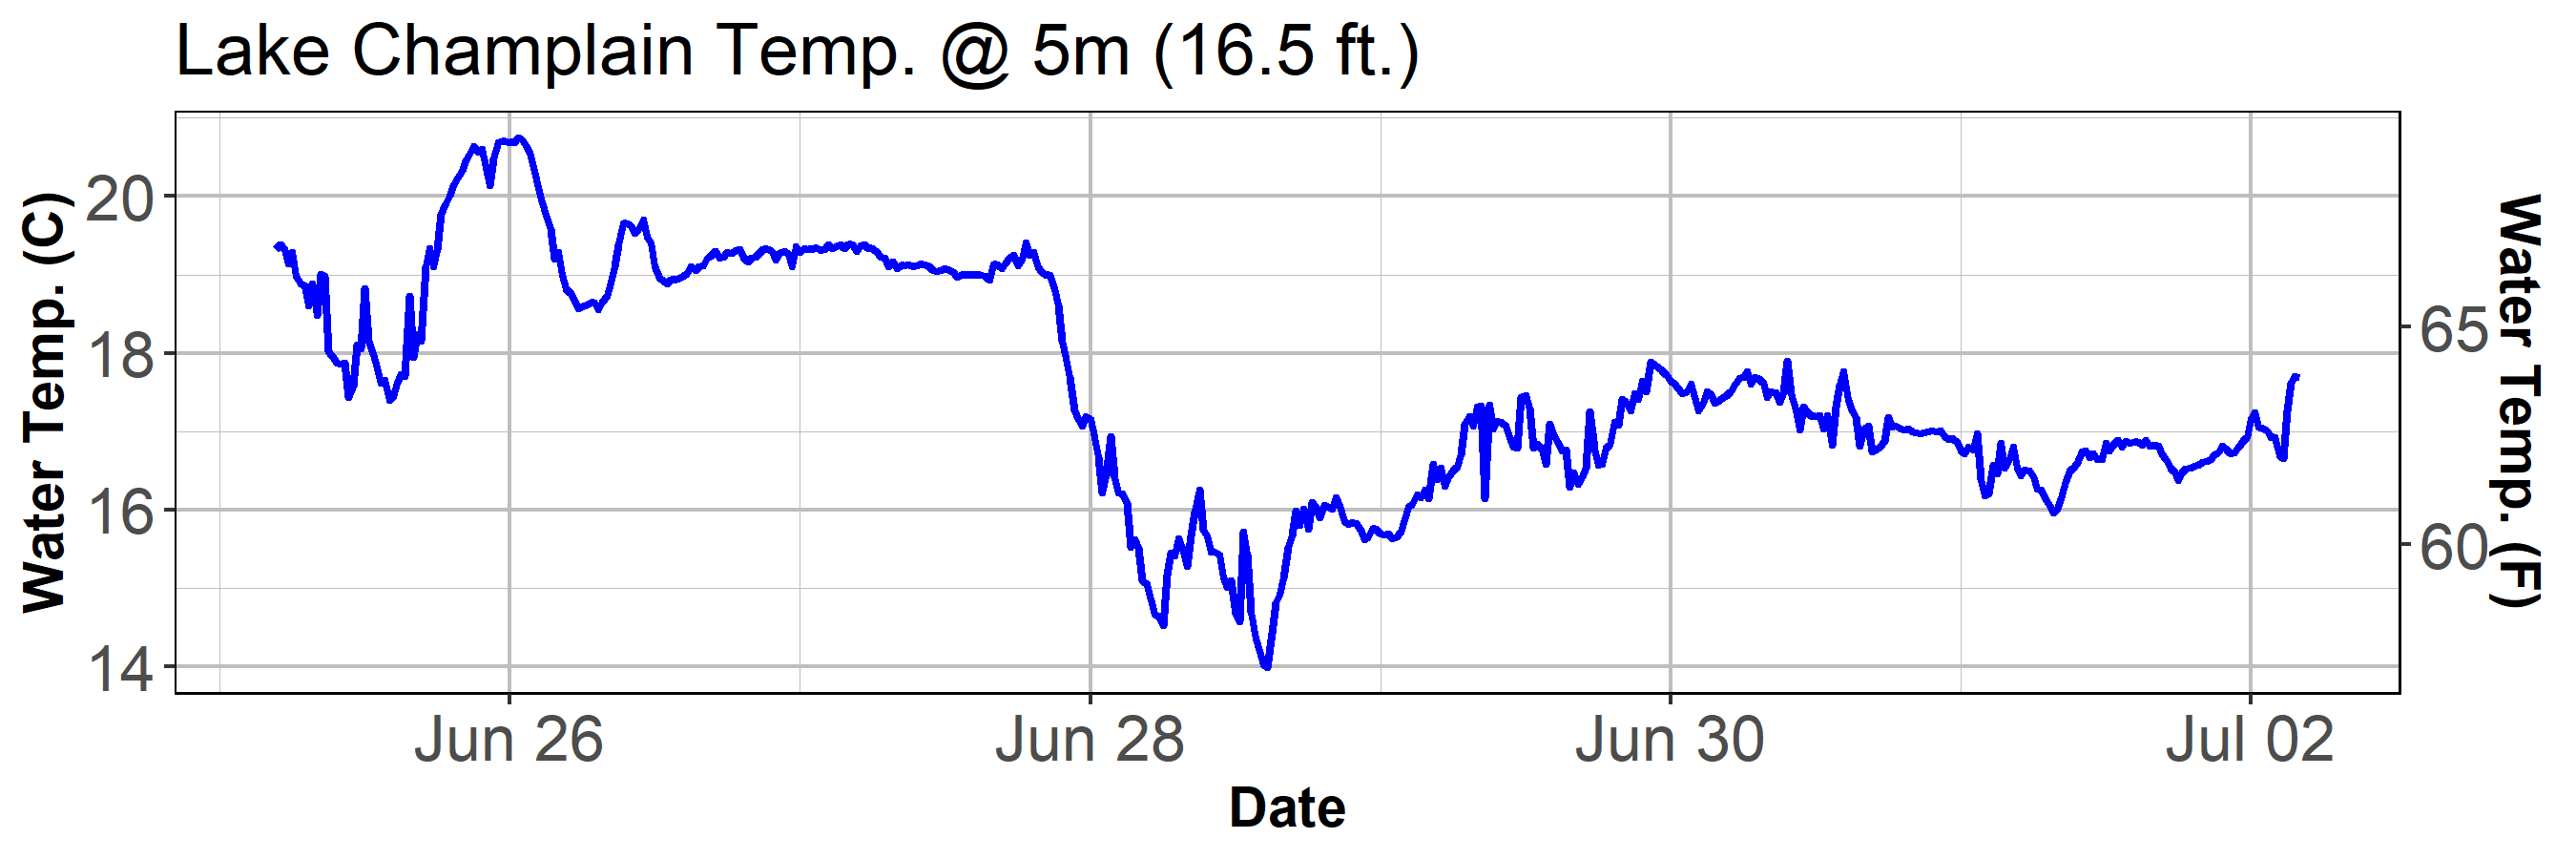 Lake Champlain Temp. @ 5m (16.5 ft.)
Water Temp. (C)
20
18
16
14
65
60
Water Temp. (F)
Jun 26
Jun 28
Jun 30
Jul 02
Date